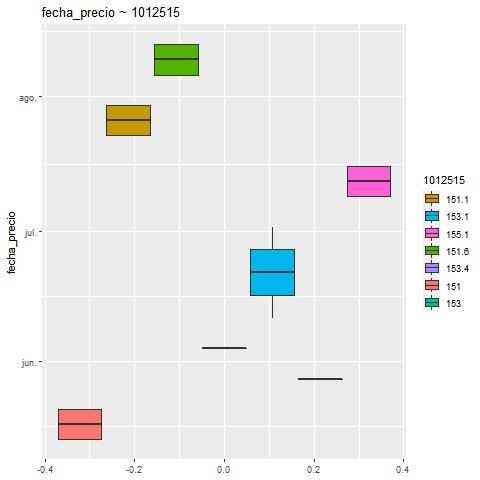 fecha_precio ~ 1012515
ago.
jul.
jun.
fecha_precio
-0.4 -0.2 0.0 0.2 0.4
1012515
151.1
153.1
155.1
151.6
153.4
151
153